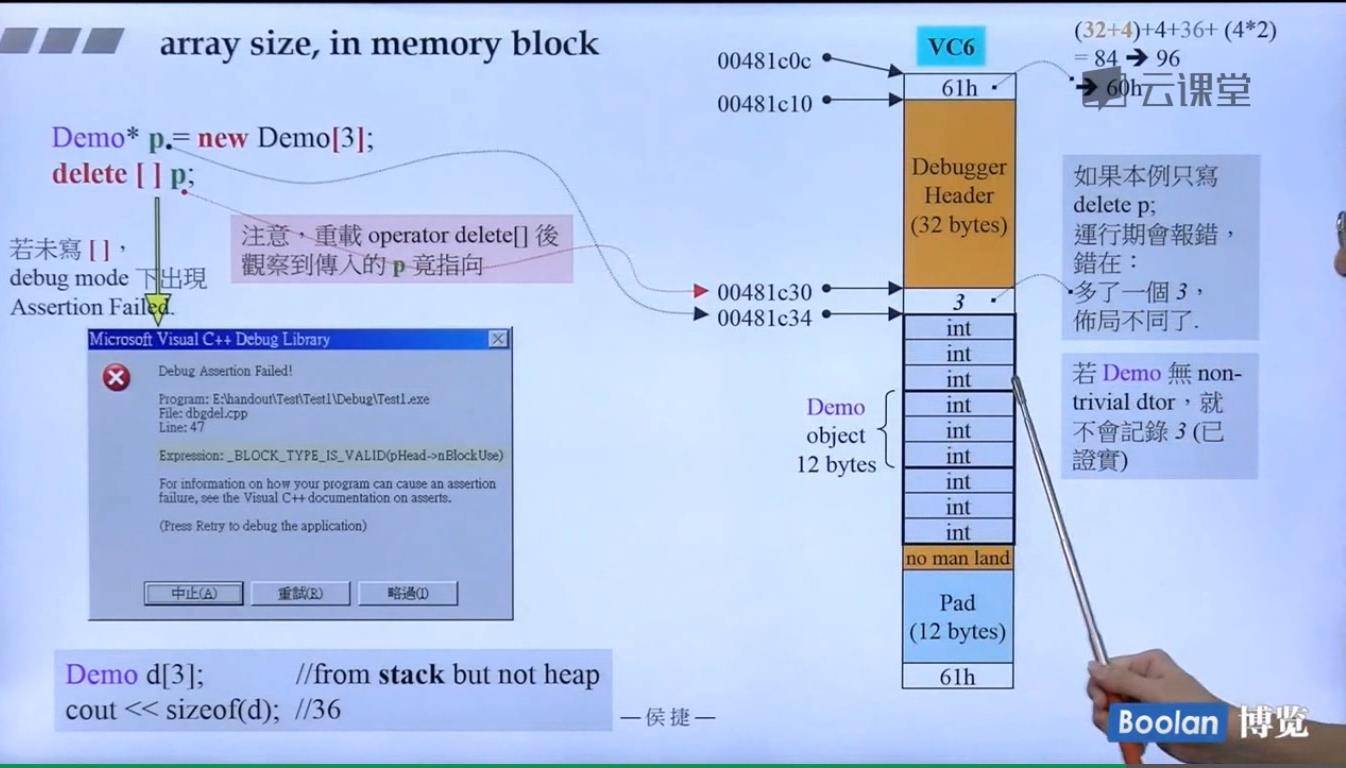 array size, in memory block
Demo* p = new Demo[3];
delete [ ] p;
若未寫 [ ]，
debug mode 下出現
Assertion Failed.
注意，重載 operator delete[] 後
觀察到傳入的 p 竟指向
Microsoft Visual C++ Debug Library
Debug Assertion Failed!
Program: E:\handout\Test\Test1\Debug\Test1.exe
File: dbgdel.cpp
Line: 47
Expression: _BLOCK_TYPE_IS_VALID(pHead->nBlockUse)
For information on how your program can cause an assertion
failure, see the Visual C++ documentation on asserts.
(Press Retry to debug the application)
中止(A)
重試(R)
略過(I)
Demo d[3]; //from stack but not heap
cout << sizeof(d); //36
—侯捷—
VC6
00481c0c
00481c10
00481c30
00481c34
61h
Debugger
Header
(32 bytes)
3
int
int
int
int
int
int
int
int
int
no man land
Pad
(12 bytes)
61h
Demo
object
12 bytes
(32+4)+4+36+ (4*2)
= 84 ➔ 96
➔ 60h
云课堂
如果本例只寫
delete p;
運行期會報錯，
錯在：
多了一個 3，
佈局不同了.
若 Demo 無 non-
trivial dtor，就
不會記錄 3 (已
證實)
Boolan 博览